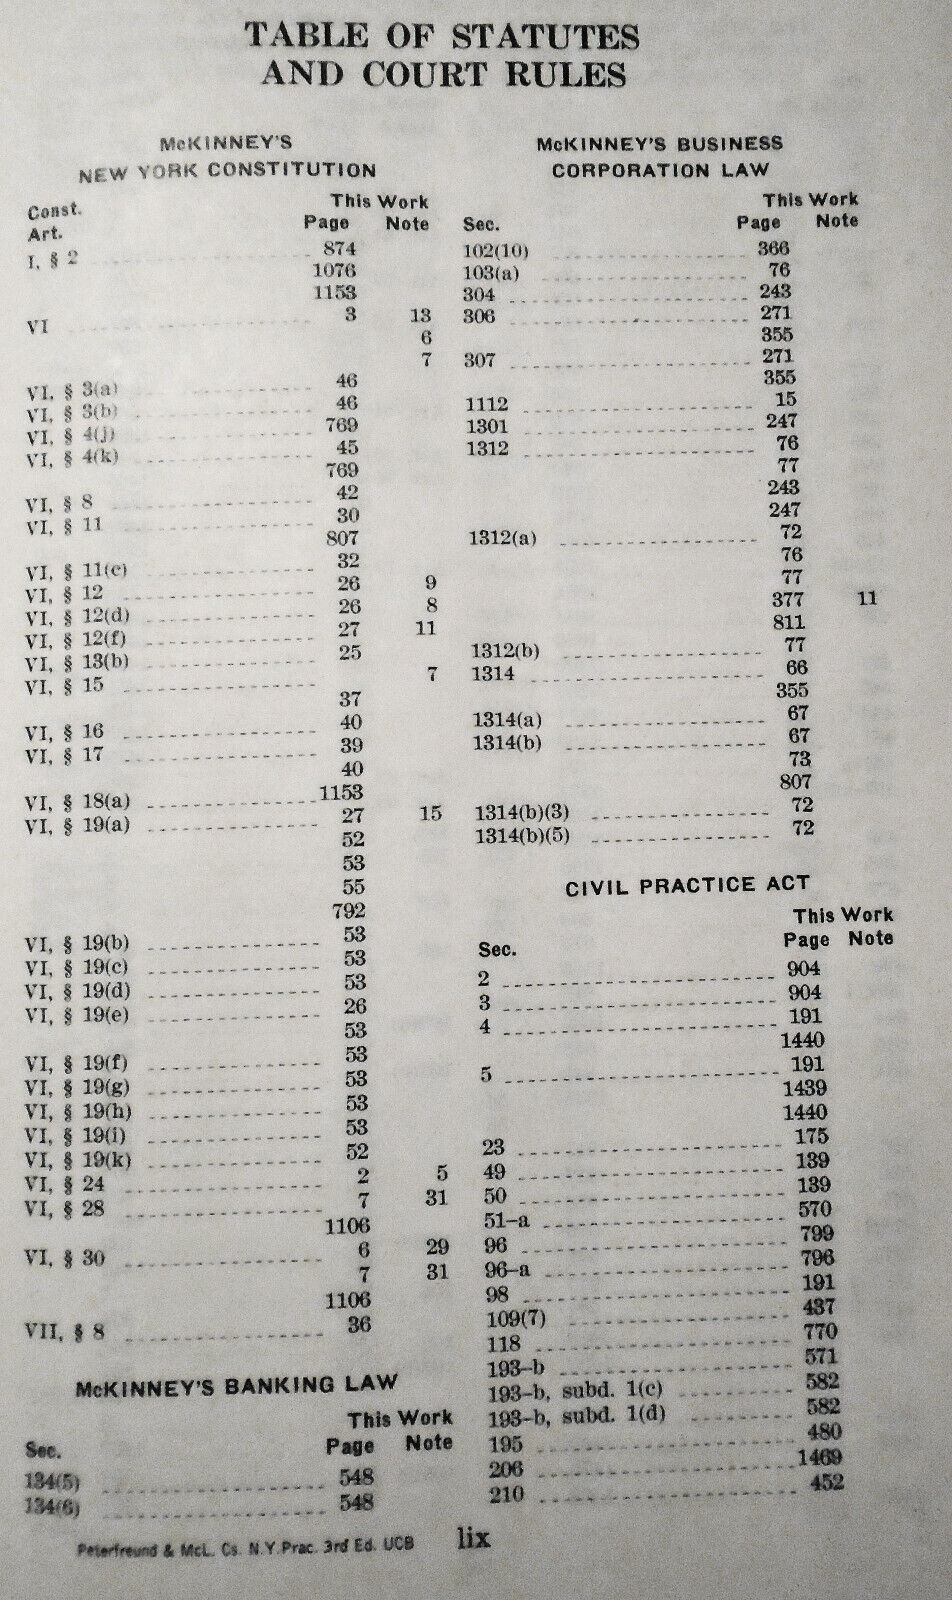 TABLE OF STATUTES
AND COURT RULES
McKINNEY'S
NEW YORK CONSTITUTION
Const. This Work
Art. Page Note
I, § 2 874
1076
1153
VI 3 13
6
7
VI, § 3(a) 46
VI, § 3(b) 46
VI, § 4(j) 769
VI, § 4(k) 45
769
VI, § 8 42
VI, § 11 30
807
VI, § 11(c) 32
VI, § 12 26 9
VI, § 12(d) 26 8
VI, § 12(f) 27 11
VI, § 13(b) 25
VI, § 15 7
37
VI, § 16 40
VI, § 17 39
40
VI, § 18(a) 1153
VI, § 19(a) 27 15
52
53
55
792
VI, § 19(b) 53
VI, § 19(c) 53
VI, § 19(d) 53
VI, § 19(e) 26
53
VI, § 19(f) 53
VI, § 19(g) 53
VI, § 19(h) 53
VI, § 19(i) 53
VI, § 19(k) 52
VI, § 24 2 5
VI, § 28 7 31
1106
VI, § 30 6 29
7 31
1106
VII, § 8 36
McKINNEY'S BANKING LAW
This Work
Sec. Page Note
134(5) 548
134(6) 548
McKINNEY'S BUSINESS
CORPORATION LAW
This Work
Sec. Page Note
102(10) 366
103(a) 76
304 243
306 271
355
307 271
355
1112 15
1301 247
1312 76
77
243
247
1312(a) 72
76
77
377 11
811
1312(b) 77
1314 66
355
1314(a) 67
1314(b) 67
73
807
1314(b)(3) 72
1314(b)(5) 72
CIVIL PRACTICE ACT
This Work
Sec. Page Note
2 904
3 904
4 191
1440
5 191
1439
1440
23 175
49 139
50 139
51-a 570
96 799
96-a 796
98 191
109(7) 437
118 770
193-b 571
193-b, subd. 1(c) 582
193-b, subd. 1(d) 582
195 480
206 1469
210 452
Peterfreund & McL. Cs. N.Y. Prac. 3rd Ed. UCB lix